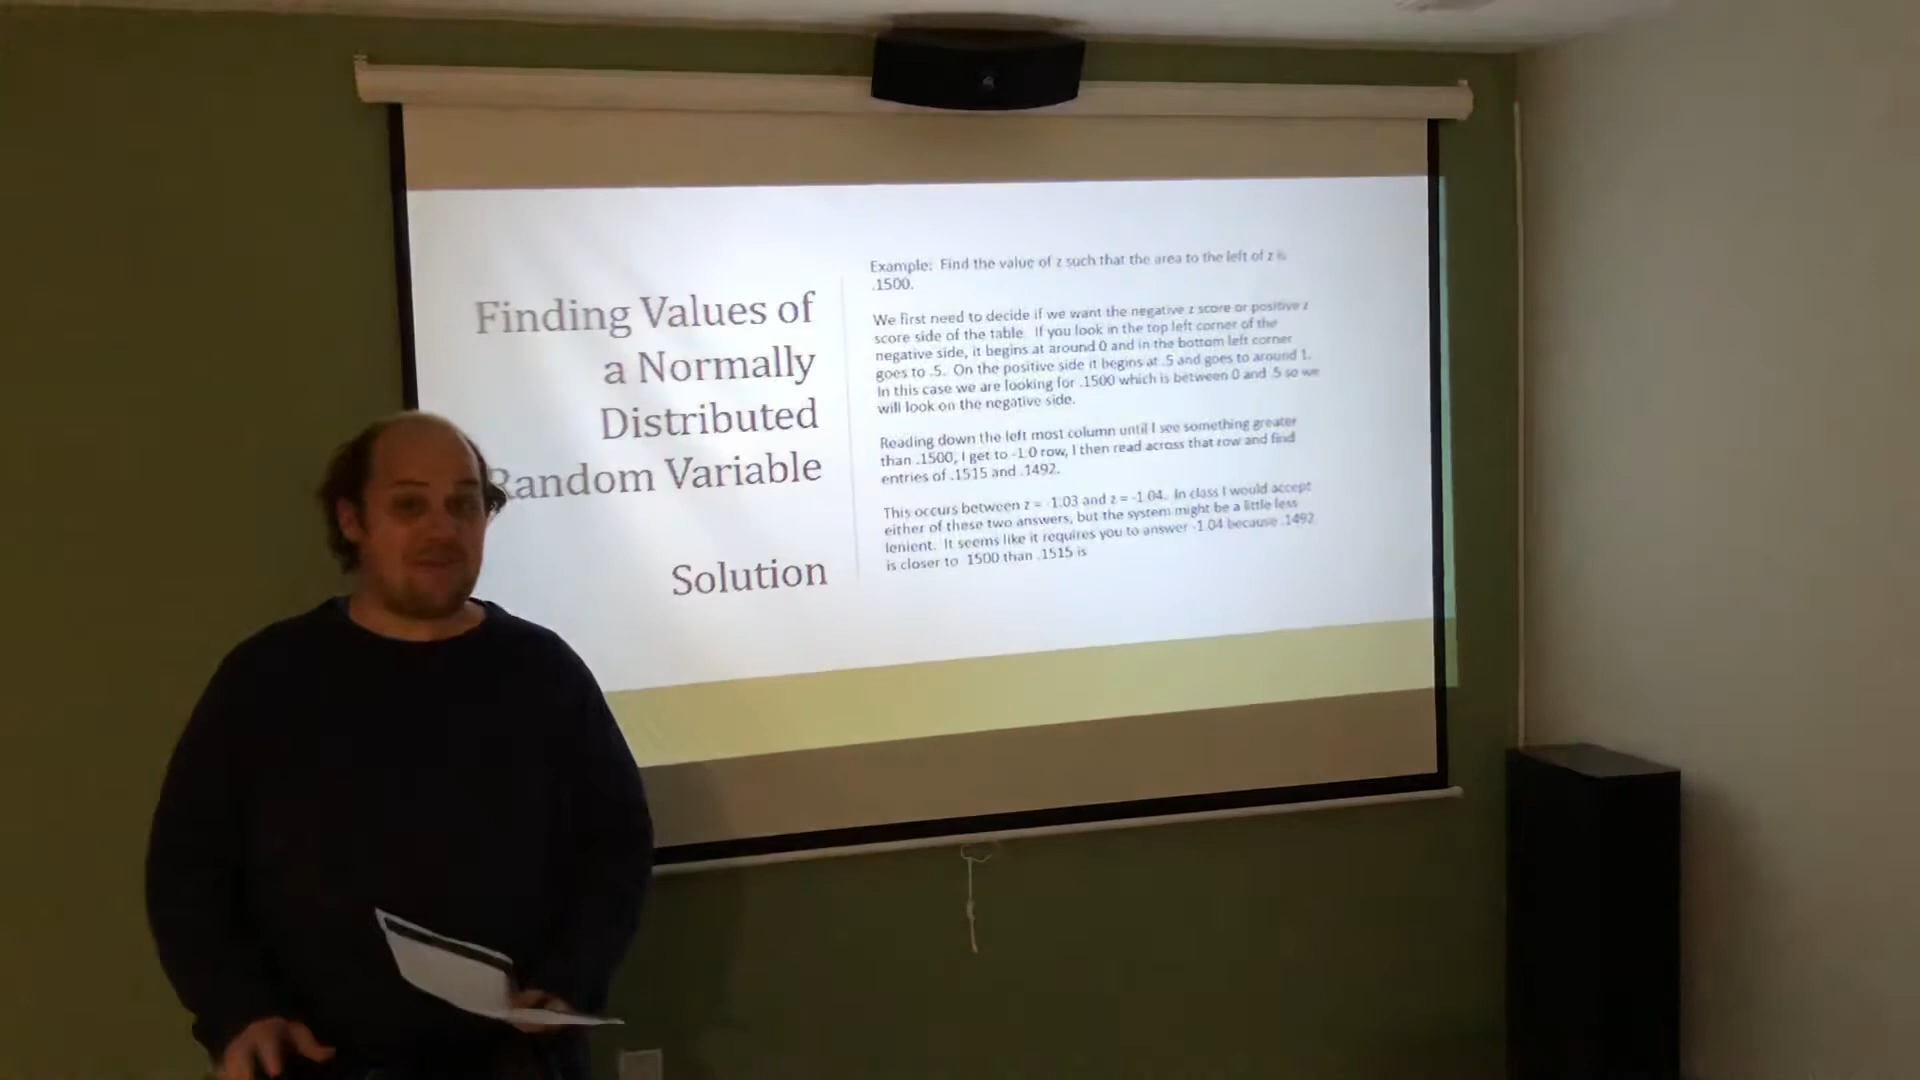 Finding Values of
a Normally
Distributed
Random Variable
Solution
Example: Find the value of z such that the area to the left of z is
.1500.
We first need to decide if we want the negative z score or positive z
score side of the table. If you look in the top left corner of the
negative side, it begins at around 0 and in the bottom left corner
goes to .5. On the positive side it begins at .5 and goes to around 1.
In this case we are looking for .1500 which is between 0 and .5 so we
will look on the negative side.
Reading down the left most column until I see something greater
than .1500, I get to -1.0 row, I then read across that row and find
entries of .1515 and .1492.
This occurs between z = -1.03 and z = -1.04. In class I would accept
either of these two answers, but the system might be a little less
lenient. It seems like it requires you to answer -1.04 because .1492
is closer to .1500 than .1515 is